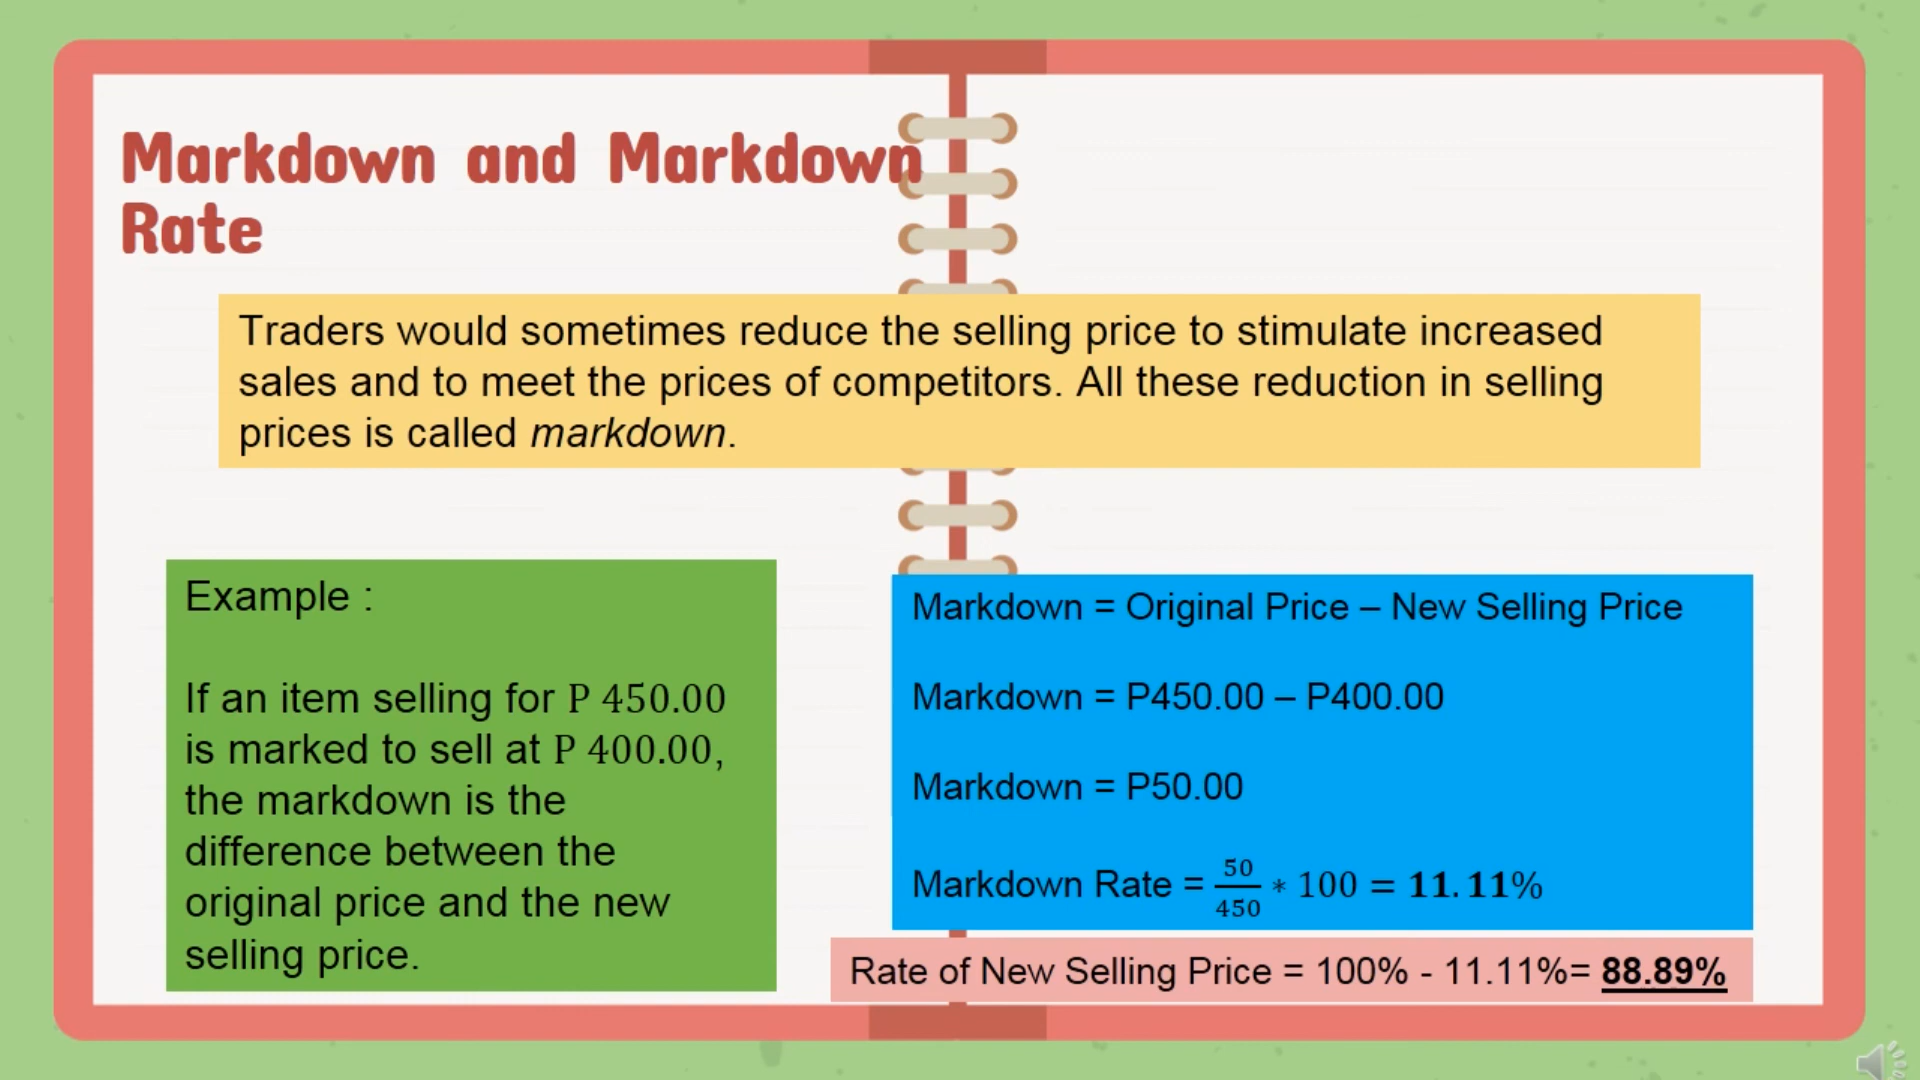 Markdown and Markdown
Rate
Traders would sometimes reduce the selling price to stimulate increased
sales and to meet the prices of competitors. All these reduction in selling
prices is called markdown.
Example :
If an item selling for P 450.00
is marked to sell at P 400.00,
the markdown is the
difference between the
original price and the new
selling price.
Markdown = Original Price – New Selling Price
Markdown = P450.00 – P400.00
Markdown = P50.00
Markdown Rate = 50/450 * 100 = 11.11%
Rate of New Selling Price = 100% - 11.11%= 88.89%